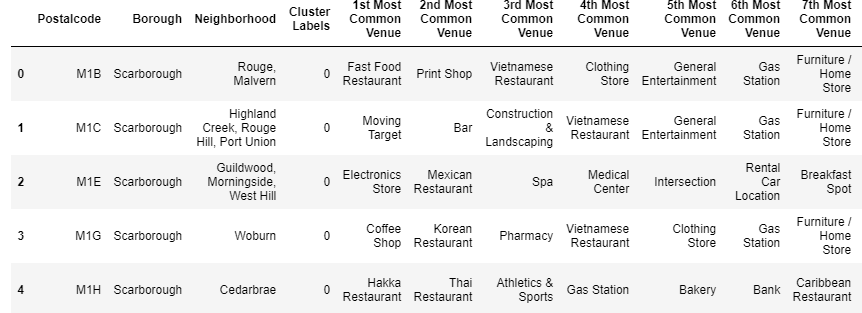 Postalcode Borough Neighborhood Cluster Labels 1st Most Common Venue 2nd Most Common Venue 3rd Most Common Venue 4th Most Common Venue 5th Most Common Venue 6th Most Common Venue 7th Most Common Venue
0 M1B Scarborough Rouge, Malvern 0 Fast Food Restaurant Print Shop Vietnamese Restaurant Clothing Store General Entertainment Gas Station Furniture / Home Store
1 M1C Scarborough Highland Creek, Rouge Hill, Port Union 0 Moving Target Bar Construction & Landscaping Vietnamese Restaurant General Entertainment Gas Station Furniture / Home Store
2 M1E Scarborough Guildwood, Morningside, West Hill 0 Electronics Store Mexican Restaurant Spa Medical Center Intersection Rental Car Location Breakfast Spot
3 M1G Scarborough Woburn 0 Coffee Shop Korean Restaurant Pharmacy Vietnamese Restaurant Clothing Store Gas Station Furniture / Home Store
4 M1H Scarborough Cedarbrae 0 Hakka Restaurant Thai Restaurant Athletics & Sports Gas Station Bakery Bank Caribbean Restaurant